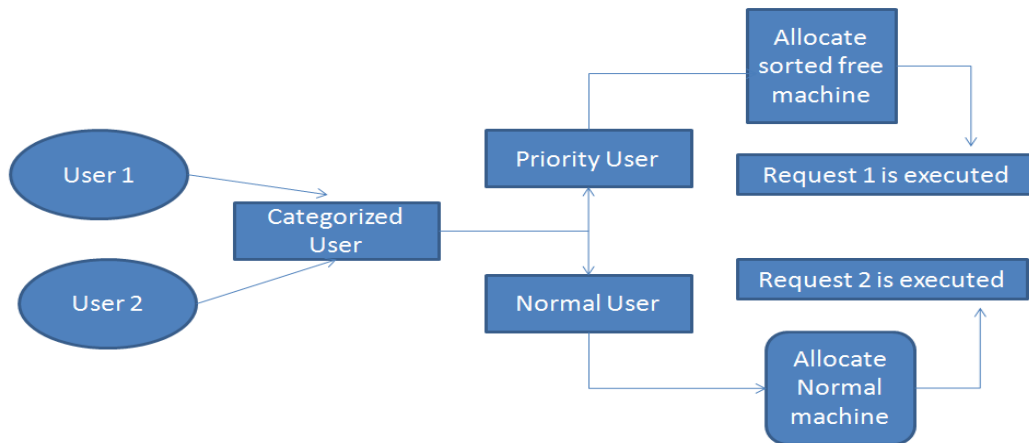 User 1
User 2
Categorized
User
Priority User
Normal User
Allocate
sorted free
machine
Request 1 is executed
Request 2 is executed
Allocate
Normal
machine